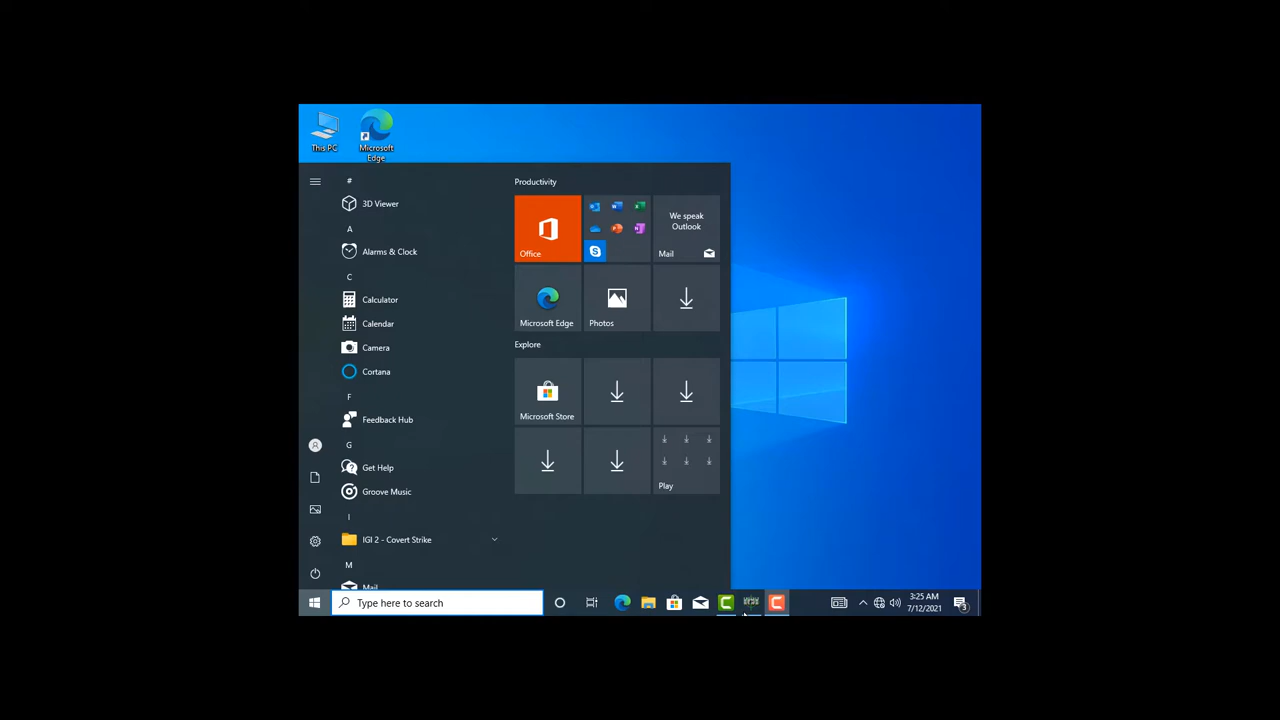 This PC
Microsoft
Edge
#
3D Viewer
A
Alarms & Clock
C
Calculator
Calendar
Camera
Cortana
F
Feedback Hub
G
Get Help
Groove Music
I
IGI 2 - Covert Strike
M
Mail
Productivity
Office
We speak
Outlook
Mail
Microsoft Edge
Photos
Explore
Microsoft Store
Play
Type here to search
3:25 AM
7/12/2021
3